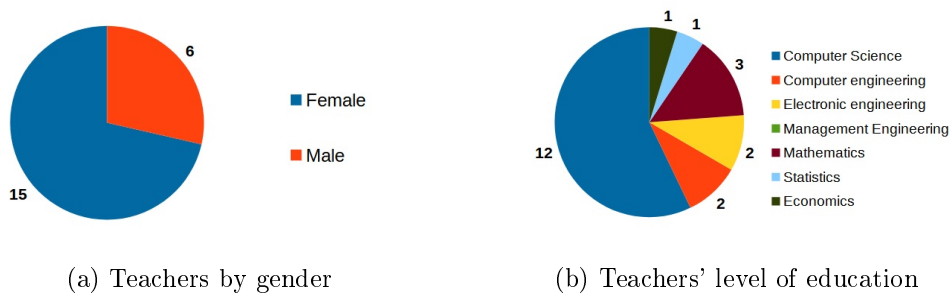 6
Female
Male
15
(a) Teachers by gender
1
1
3
12
2
2
Computer Science
Computer engineering
Electronic engineering
Management Engineering
Mathematics
Statistics
Economics
(b) Teachers' level of education